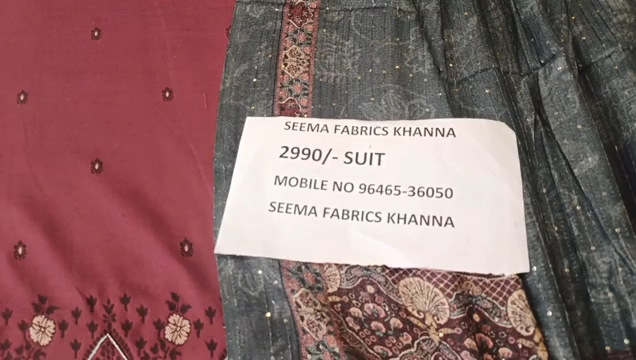 SEEMA FABRICS KHANNA
2990/- SUIT
MOBILE NO 96465-36050
SEEMA FABRICS KHANNA